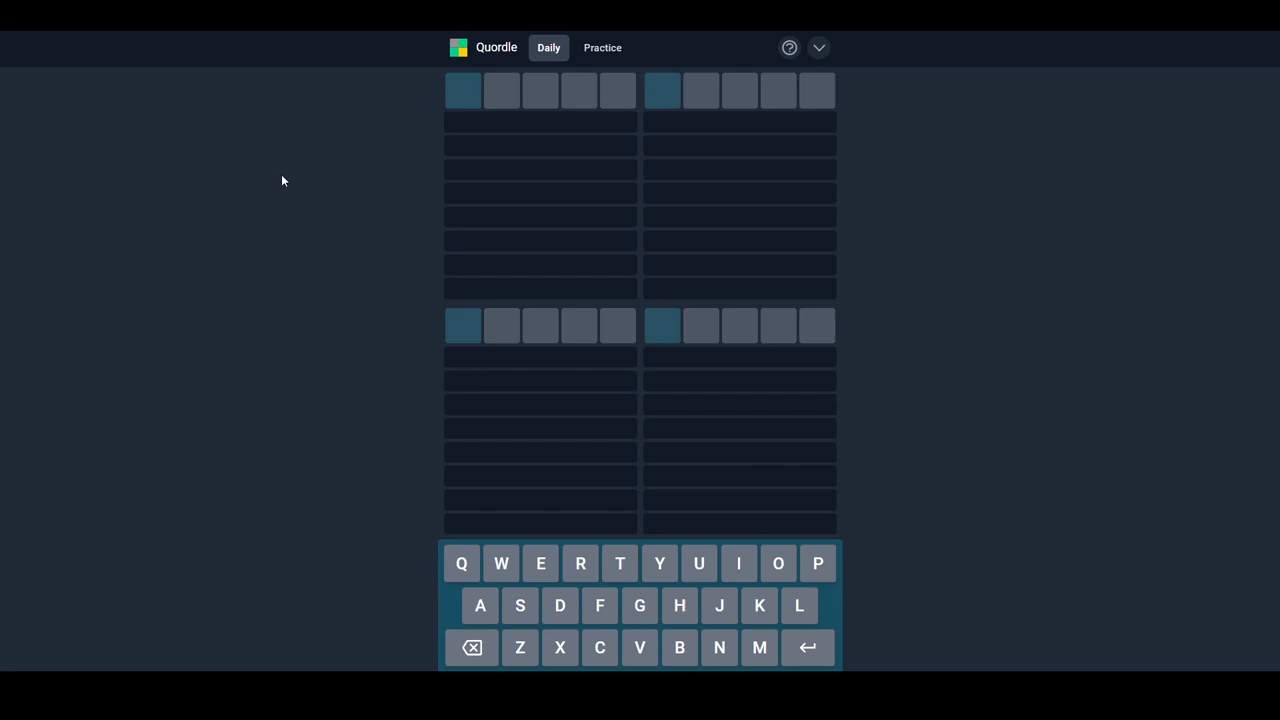 Quordle Daily Practice
Q W E R T Y U I O P
A S D F G H J K L
Z X C V B N M